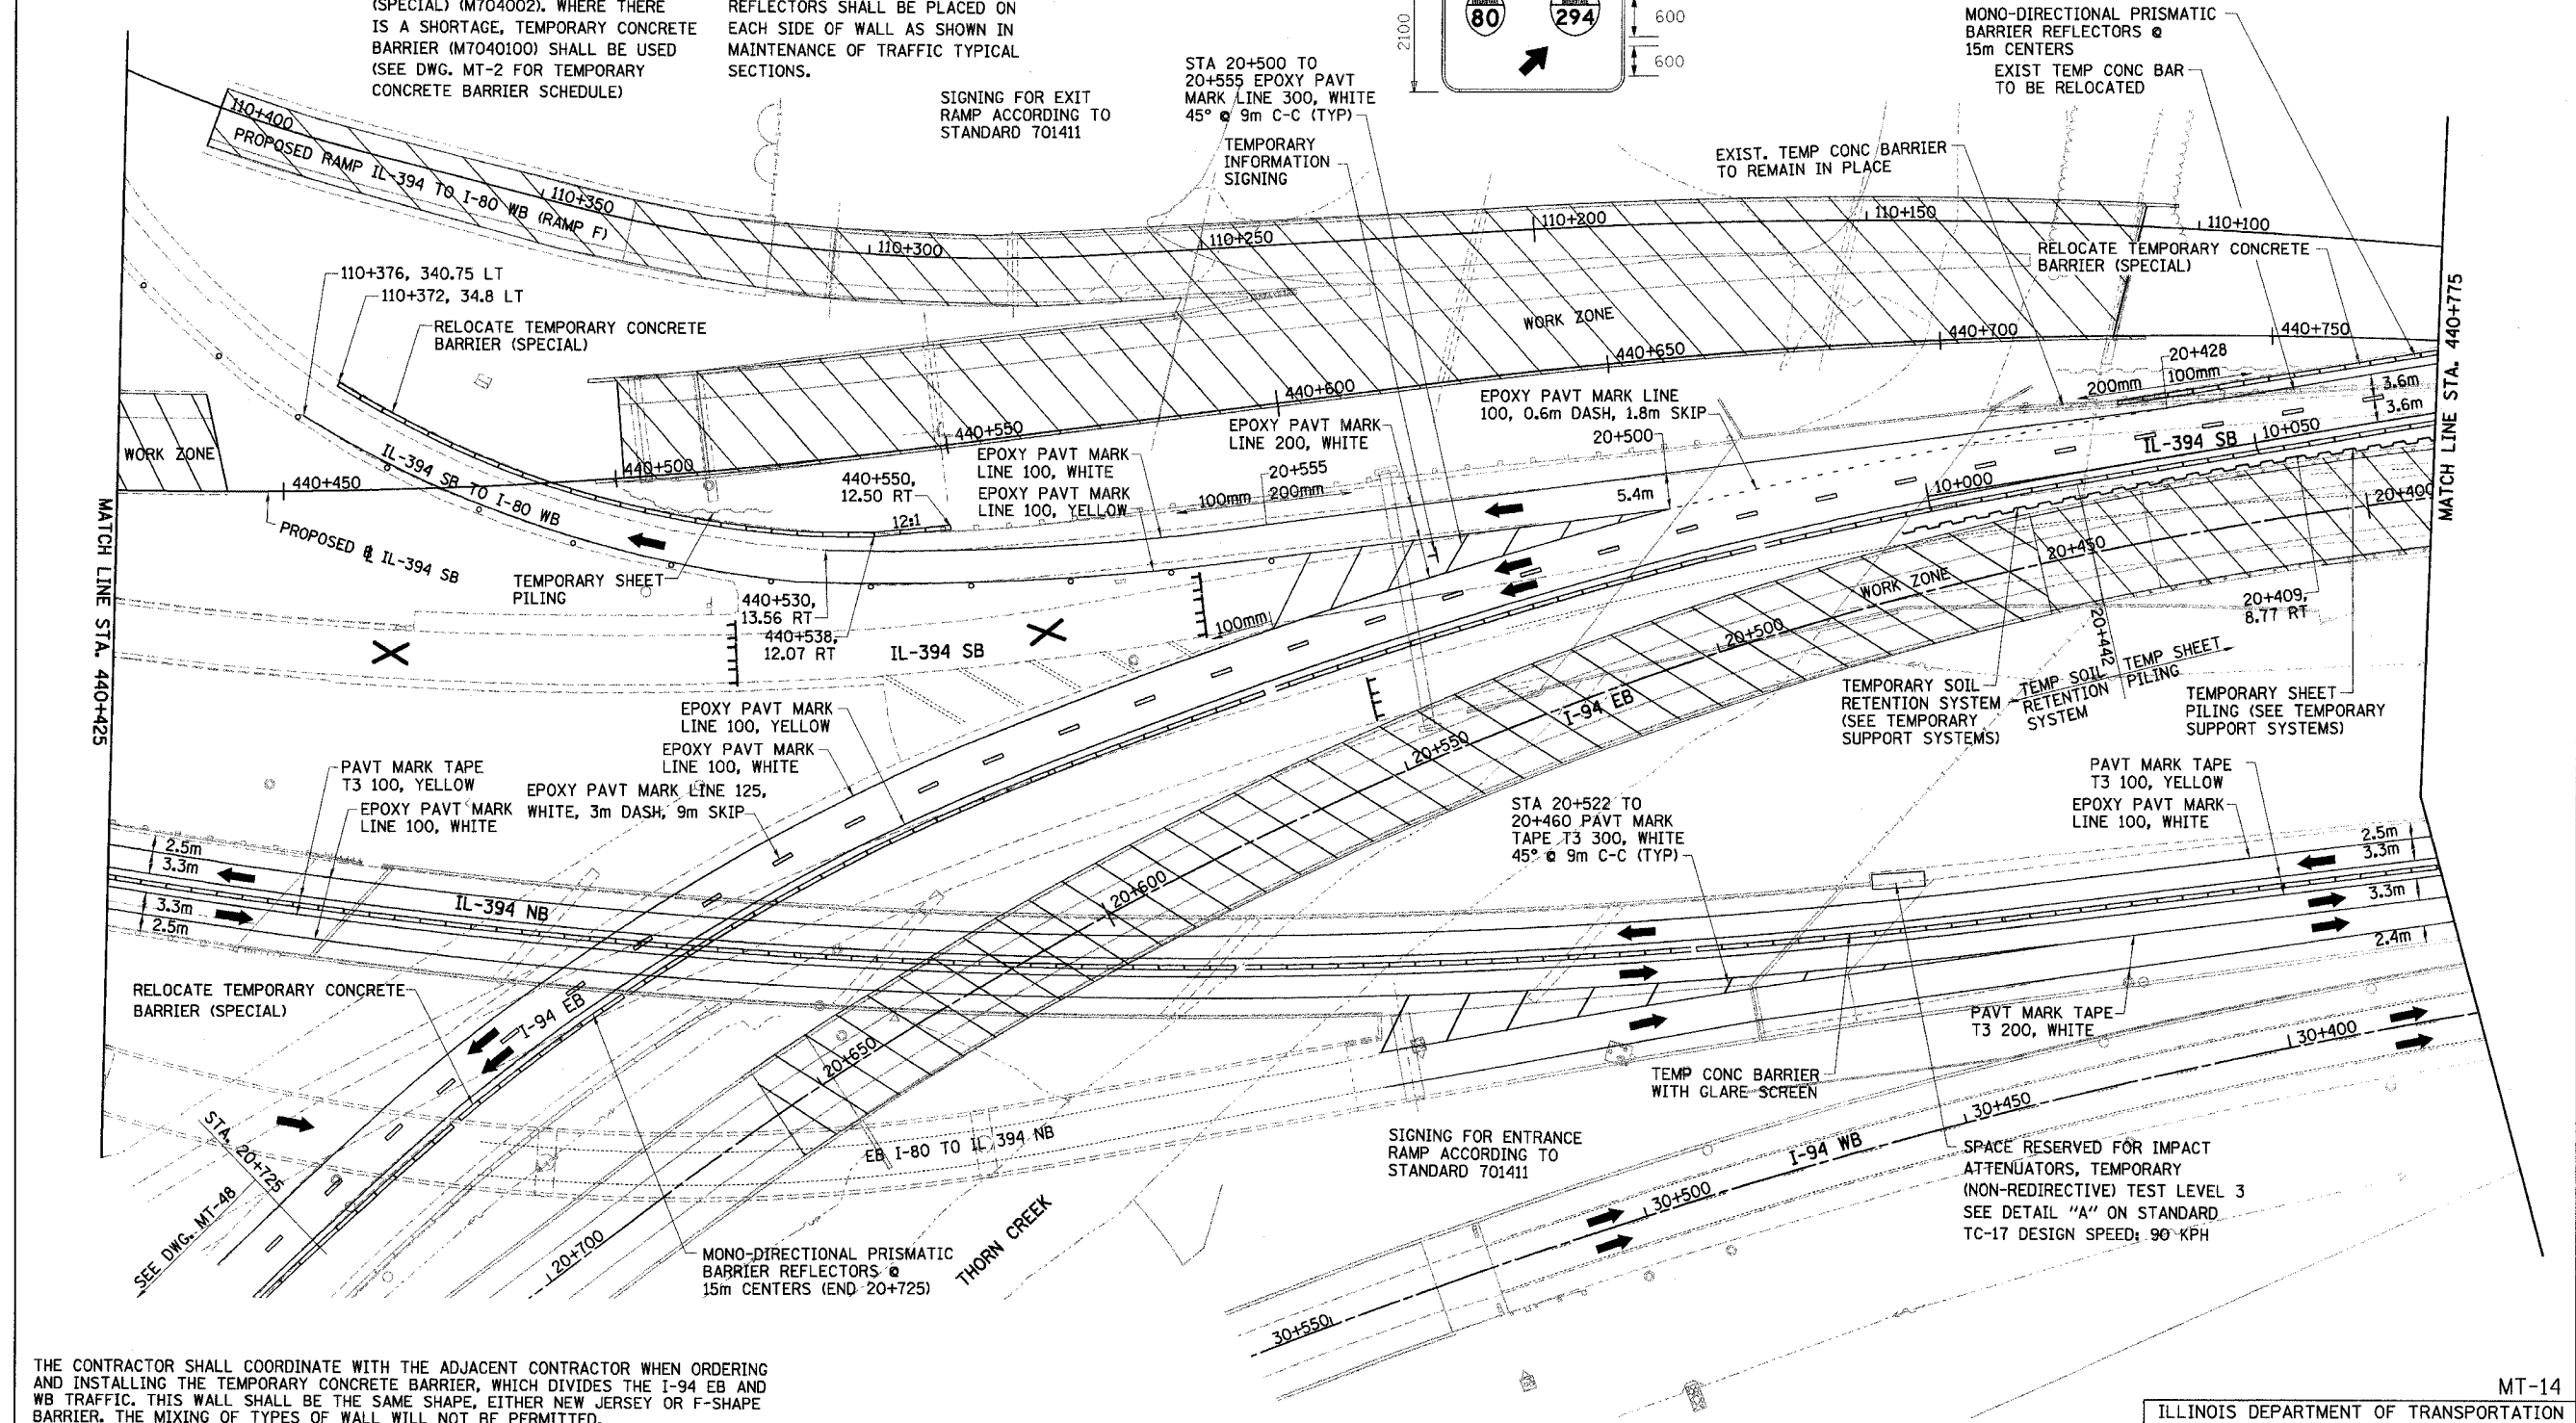 (SPECIAL) (M704002). WHERE THERE
IS A SHORTAGE, TEMPORARY CONCRETE
BARRIER (M7040100) SHALL BE USED
(SEE DWG. MT-2 FOR TEMPORARY
CONCRETE BARRIER SCHEDULE)
REFLECTORS SHALL BE PLACED ON
EACH SIDE OF WALL AS SHOWN IN
MAINTENANCE OF TRAFFIC TYPICAL
SECTIONS.
SIGNING FOR EXIT
RAMP ACCORDING TO
STANDARD 701411
STA 20+500 TO
20+555 EPOXY PAVT
MARK LINE 300, WHITE
45° @ 9m C-C (TYP)
TEMPORARY
INFORMATION
SIGNING
2100
80
294
600
600
MONO-DIRECTIONAL PRISMATIC
BARRIER REFLECTORS @
15m CENTERS
EXIST TEMP CONC BAR
TO BE RELOCATED
EXIST. TEMP CONC BARRIER
TO REMAIN IN PLACE
110+400
PROPOSED RAMP IL-394 TO I-80 WB (RAMP F)
110+350
110+300
110+250
110+200
110+150
110+100
RELOCATE TEMPORARY CONCRETE
BARRIER (SPECIAL)
110+376, 340.75 LT
110+372, 34.8 LT
RELOCATE TEMPORARY CONCRETE
BARRIER (SPECIAL)
WORK ZONE
440+700
440+750
440+650
440+600
440+550
440+500
440+450
20+428
200mm
100mm
3.6m
3.6m
MATCH LINE STA. 440+775
EPOXY PAVT MARK LINE
100, 0.6m DASH, 1.8m SKIP
20+500
EPOXY PAVT MARK
LINE 200, WHITE
EPOXY PAVT MARK
LINE 100, WHITE
EPOXY PAVT MARK
LINE 100, YELLOW
20+555
100mm
200mm
5.4m
IL-394 SB
10+050
10+000
20+400
WORK ZONE
IL-394 SB TO I-80 WB
440+550,
12.50 RT
12:1
PROPOSED ℄ IL-394 SB
TEMPORARY SHEET
PILING
440+530,
13.56 RT
440+538,
12.07 RT
IL-394 SB
100mm
MATCH LINE STA. 440+425
20+450
WORK ZONE
20+500
20+409,
8.77 RT
20+442
TEMPORARY SOIL
RETENTION SYSTEM
(SEE TEMPORARY
SUPPORT SYSTEMS)
TEMP SOIL
RETENTION
SYSTEM
TEMP SHEET
PILING
TEMPORARY SHEET
PILING (SEE TEMPORARY
SUPPORT SYSTEMS)
I-94 EB
20+550
EPOXY PAVT MARK
LINE 100, YELLOW
EPOXY PAVT MARK
LINE 100, WHITE
EPOXY PAVT MARK LINE 125,
WHITE, 3m DASH, 9m SKIP
PAVT MARK TAPE
T3 100, YELLOW
EPOXY PAVT MARK
LINE 100, WHITE
STA 20+522 TO
20+460 PAVT MARK
TAPE T3 300, WHITE
45° @ 9m C-C (TYP)
PAVT MARK TAPE
T3 100, YELLOW
EPOXY PAVT MARK
LINE 100, WHITE
2.5m
3.3m
3.3m
2.5m
IL-394 NB
20+600
2.5m
3.3m
3.3m
2.4m
RELOCATE TEMPORARY CONCRETE
BARRIER (SPECIAL)
I-94 EB
20+650
PAVT MARK TAPE
T3 200, WHITE
30+400
TEMP CONC BARRIER
WITH GLARE SCREEN
30+450
STA. 20+725
SEE DWG. MT-48
EB I-80 TO IL 394 NB
SIGNING FOR ENTRANCE
RAMP ACCORDING TO
STANDARD 701411
I-94 WB
SPACE RESERVED FOR IMPACT
ATTENUATORS, TEMPORARY
(NON-REDIRECTIVE) TEST LEVEL 3
SEE DETAIL "A" ON STANDARD
TC-17 DESIGN SPEED: 90 KPH
30+500
20+700
MONO-DIRECTIONAL PRISMATIC
BARRIER REFLECTORS @
15m CENTERS (END 20+725)
THORN CREEK
30+550
THE CONTRACTOR SHALL COORDINATE WITH THE ADJACENT CONTRACTOR WHEN ORDERING
AND INSTALLING THE TEMPORARY CONCRETE BARRIER, WHICH DIVIDES THE I-94 EB AND
WB TRAFFIC. THIS WALL SHALL BE THE SAME SHAPE, EITHER NEW JERSEY OR F-SHAPE
BARRIER. THE MIXING OF TYPES OF WALL WILL NOT BE PERMITTED.
MT-14
ILLINOIS DEPARTMENT OF TRANSPORTATION